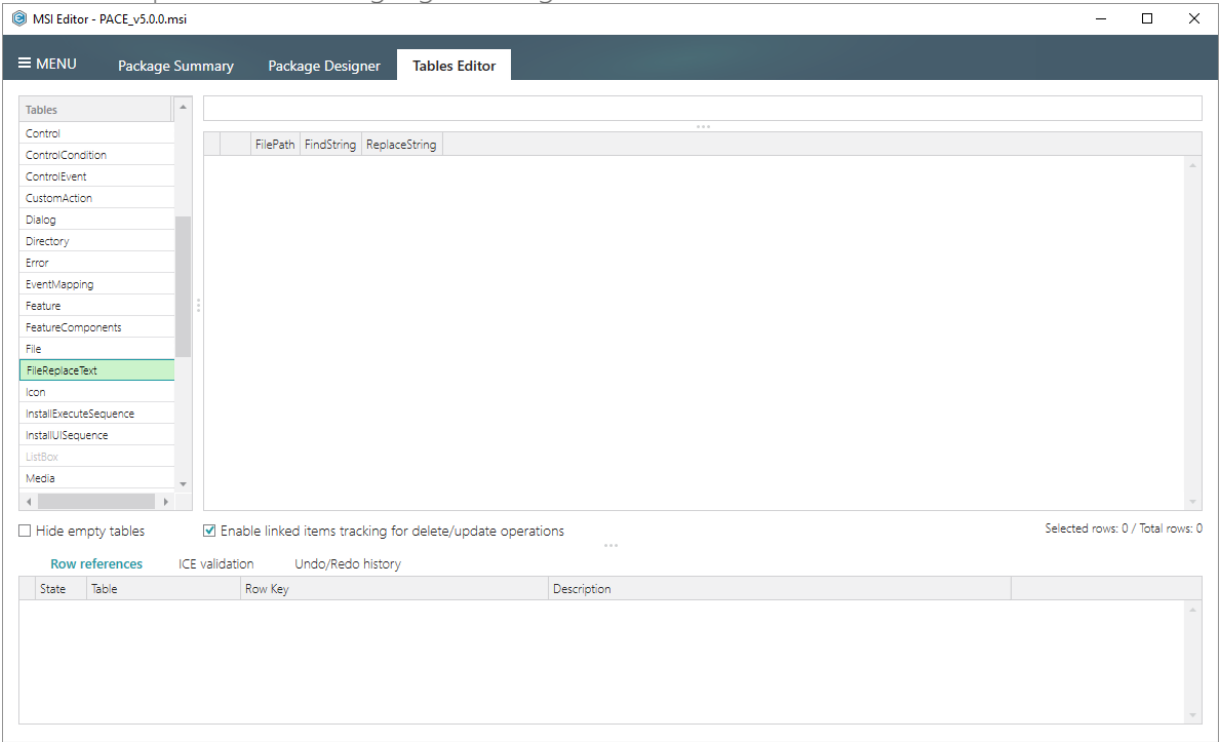 MSI Editor - PACE_v5.0.0.msi
MENU Package Summary Package Designer Tables Editor
Tables
Control
ControlCondition
ControlEvent
CustomAction
Dialog
Directory
Error
EventMapping
Feature
FeatureComponents
File
FileReplaceText
Icon
InstallExecuteSequence
InstallUISequence
ListBox
Media
FilePath FindString ReplaceString
Hide empty tables
Enable linked items tracking for delete/update operations
Selected rows: 0 / Total rows: 0
Row references ICE validation Undo/Redo history
State Table Row Key Description